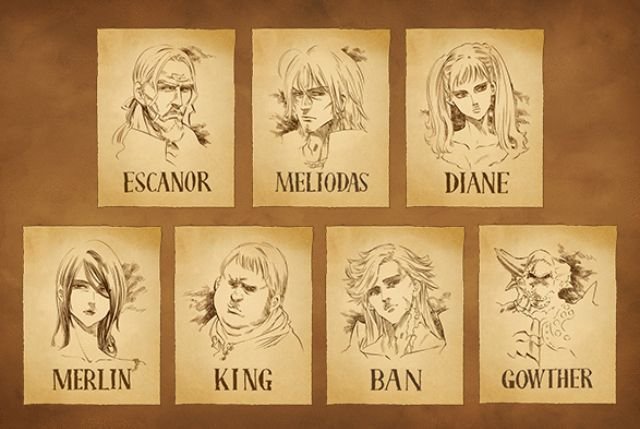 ESCANOR
MELIODAS
DIANE
MERLIN
KING
BAN
GOWTHER